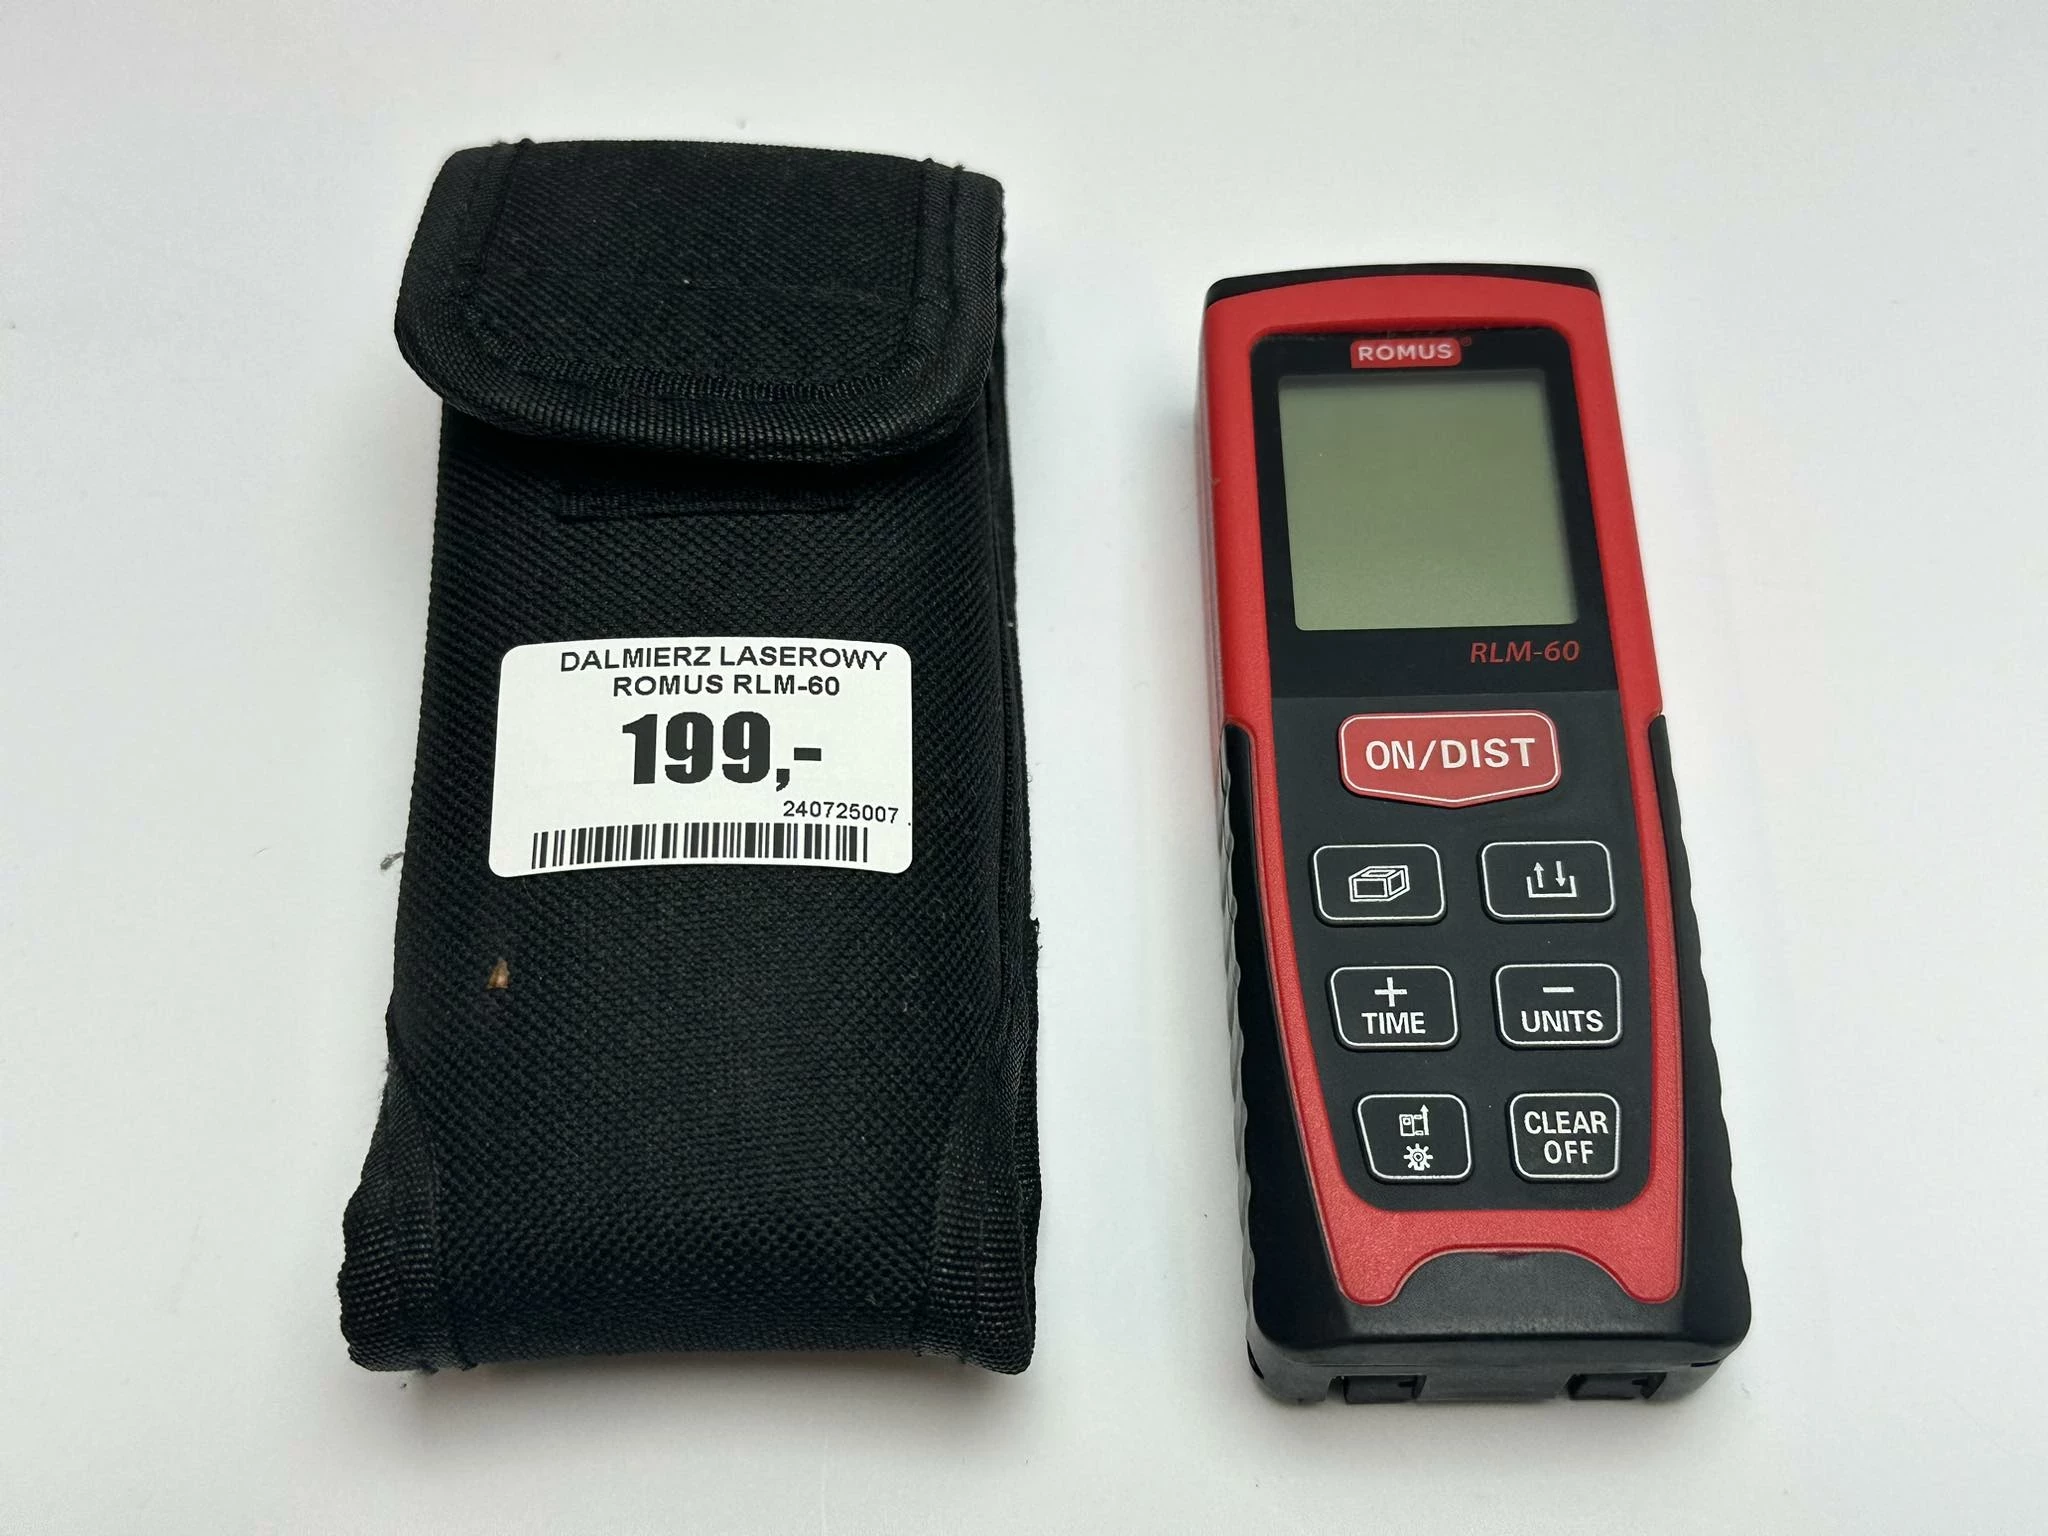 DALMIERZ LASEROWY
ROMUS RLM-60
199,-
240725007
ROMUS®
RLM-60
ON/DIST
+
TIME
-
UNITS
CLEAR
OFF